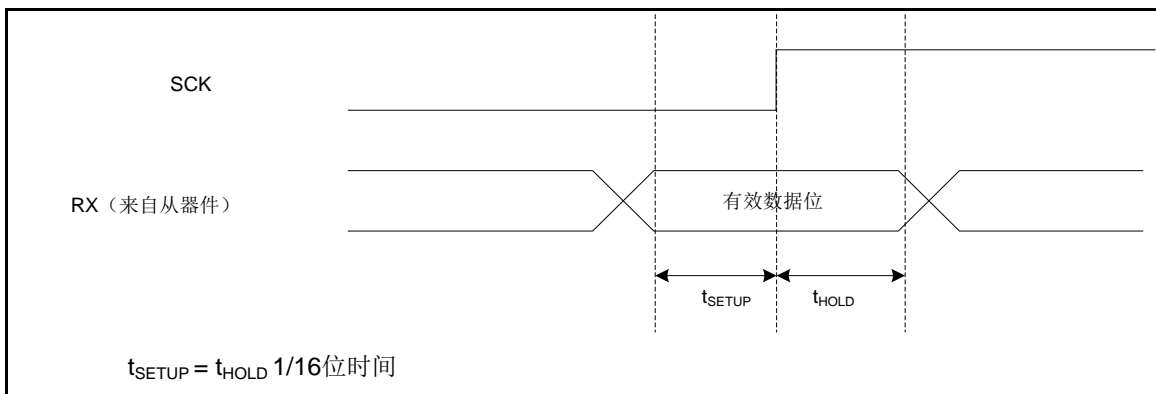 SCK
RX（来自从器件）
有效数据位
tSETUP
tHOLD
tSETUP = tHOLD 1/16位时间